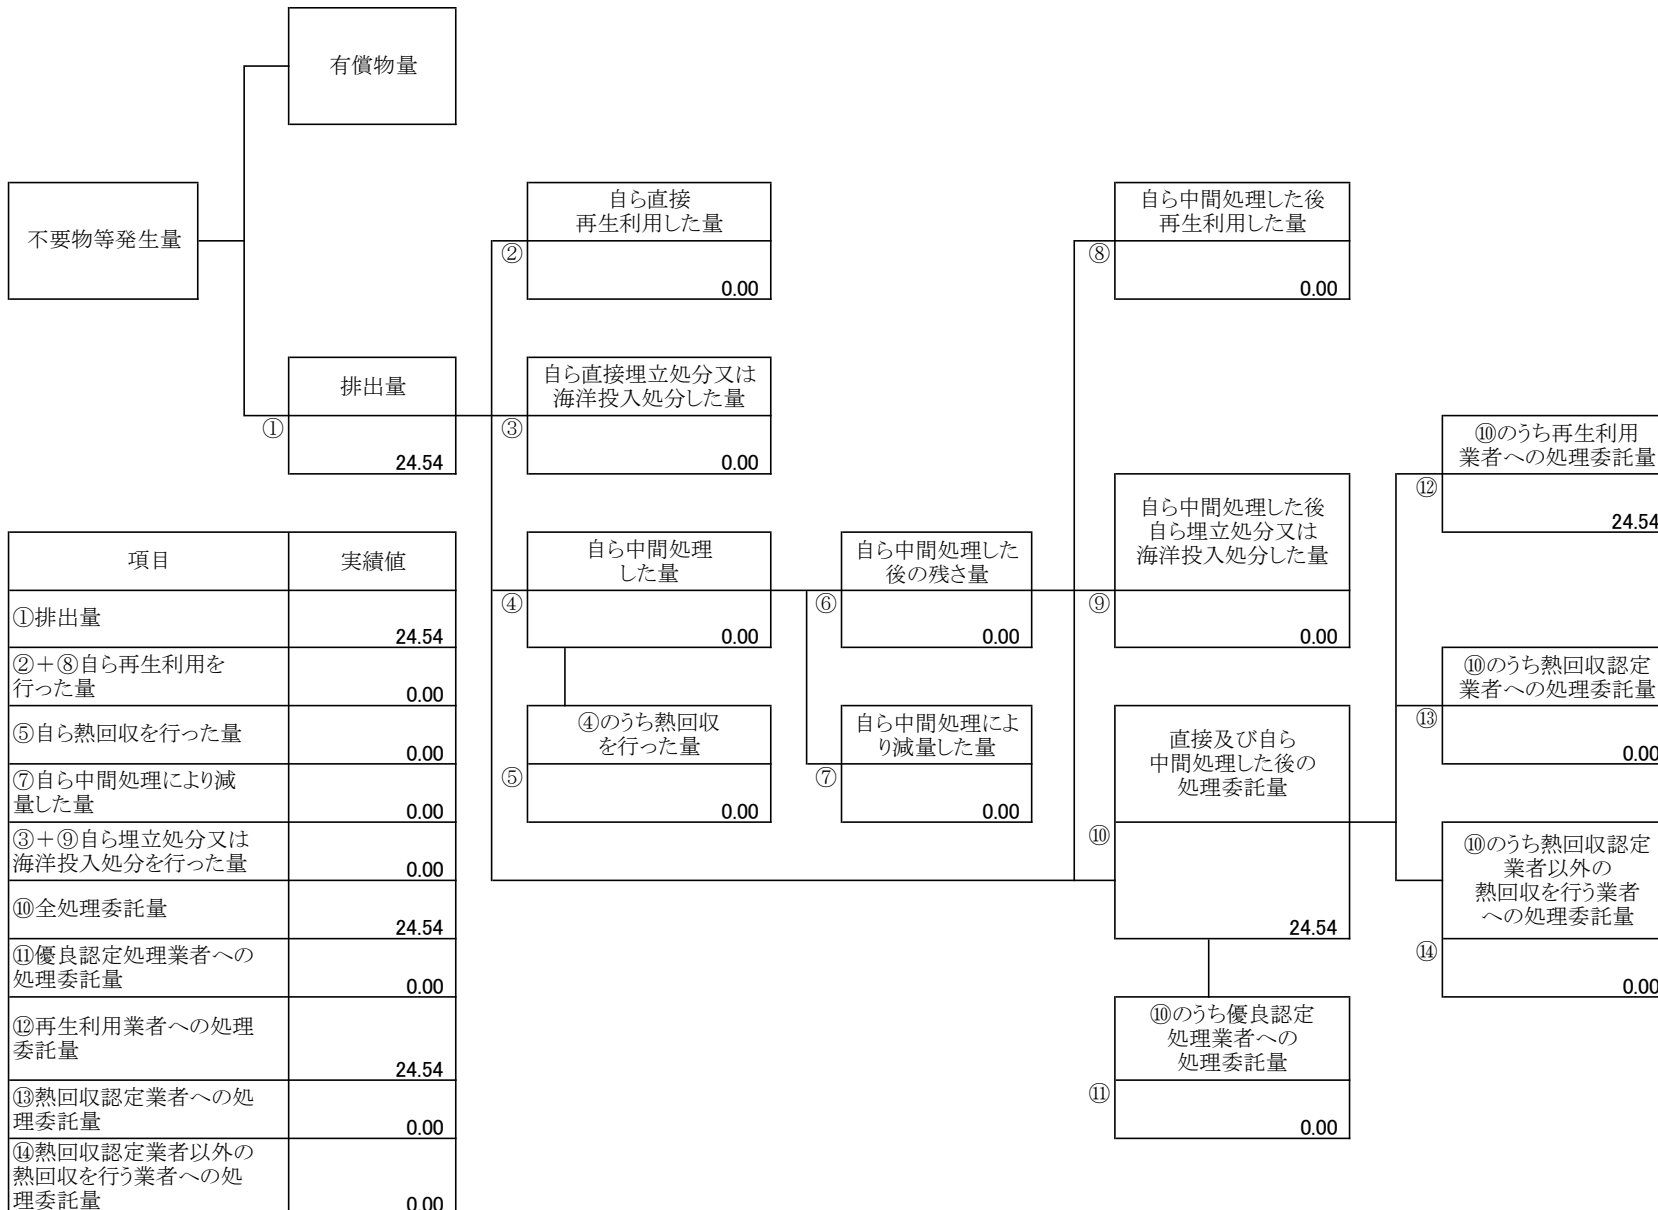 有償物量
不要物等発生量
自ら直接
再生利用した量
②
0.00
自ら中間処理した後
再生利用した量
⑧
0.00
排出量
①
24.54
自ら直接埋立処分又は
海洋投入処分した量
③
0.00
⑩のうち再生利用
業者への処理委託量
⑫
24.54
自ら中間処理
した量
④
0.00
自ら中間処理した
後の残さ量
⑥
0.00
自ら中間処理した後
自ら埋立処分又は
海洋投入処分した量
⑨
0.00
⑩のうち熱回収認定
業者への処理委託量
⑬
0.00
④のうち熱回収
を行った量
⑤
0.00
自ら中間処理によ
り減量した量
⑦
0.00
直接及び自ら
中間処理した後の
処理委託量
⑩
24.54
⑩のうち熱回収認定
業者以外の
熱回収を行う業者
への処理委託量
⑭
0.00
⑩のうち優良認定
処理業者への
処理委託量
⑪
0.00
項目 実績値
①排出量
24.54
②+⑧自ら再生利用を
行った量
0.00
⑤自ら熱回収を行った量
0.00
⑦自ら中間処理により減
量した量
0.00
③+⑨自ら埋立処分又は
海洋投入処分を行った量
0.00
⑩全処理委託量
24.54
⑪優良認定処理業者への
処理委託量
0.00
⑫再生利用業者への処理
委託量
24.54
⑬熱回収認定業者への処
理委託量
0.00
⑭熱回収認定業者以外の
熱回収を行う業者への処
理委託量
0.00